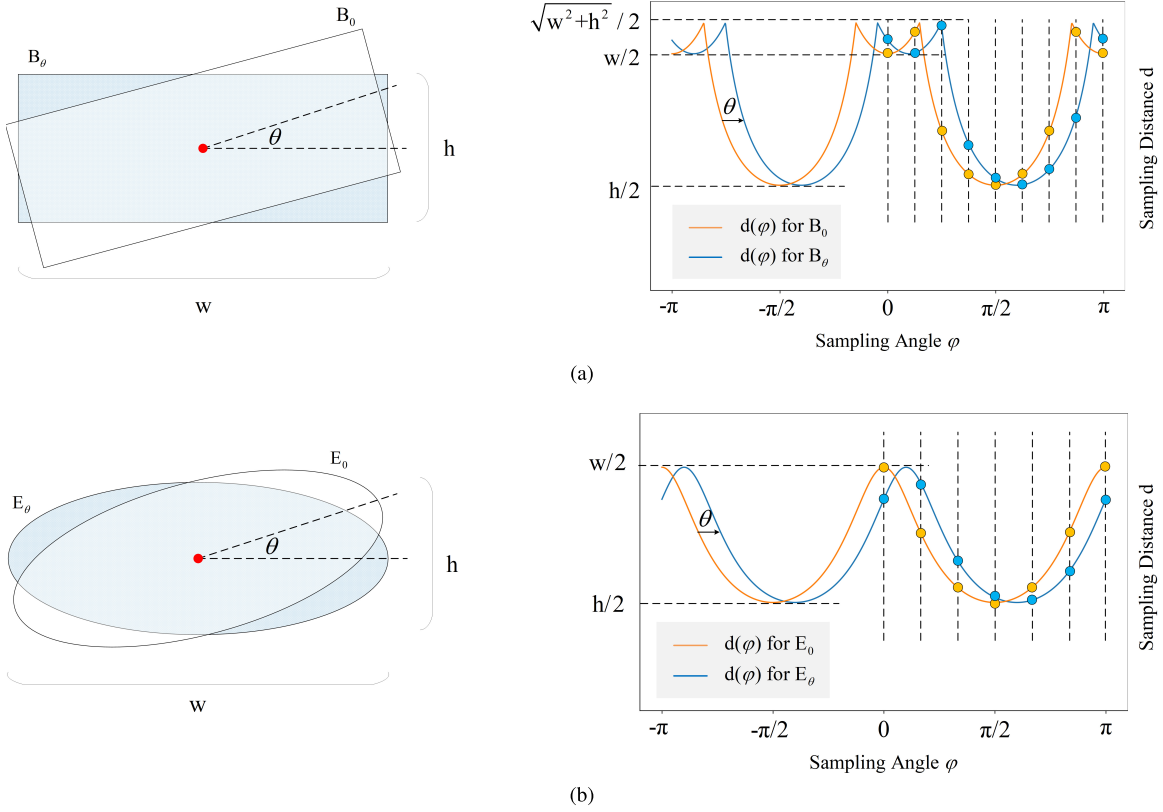 B₀
B_θ
θ
h
w
√w²+h² / 2
w/2
h/2
θ
d(φ) for B₀
d(φ) for B_θ
-π
-π/2
0
π/2
π
Sampling Angle φ
Sampling Distance d
(a)
E₀
E_θ
θ
h
w
w/2
h/2
θ
d(φ) for E₀
d(φ) for E_θ
-π
-π/2
0
π/2
π
Sampling Angle φ
Sampling Distance d
(b)